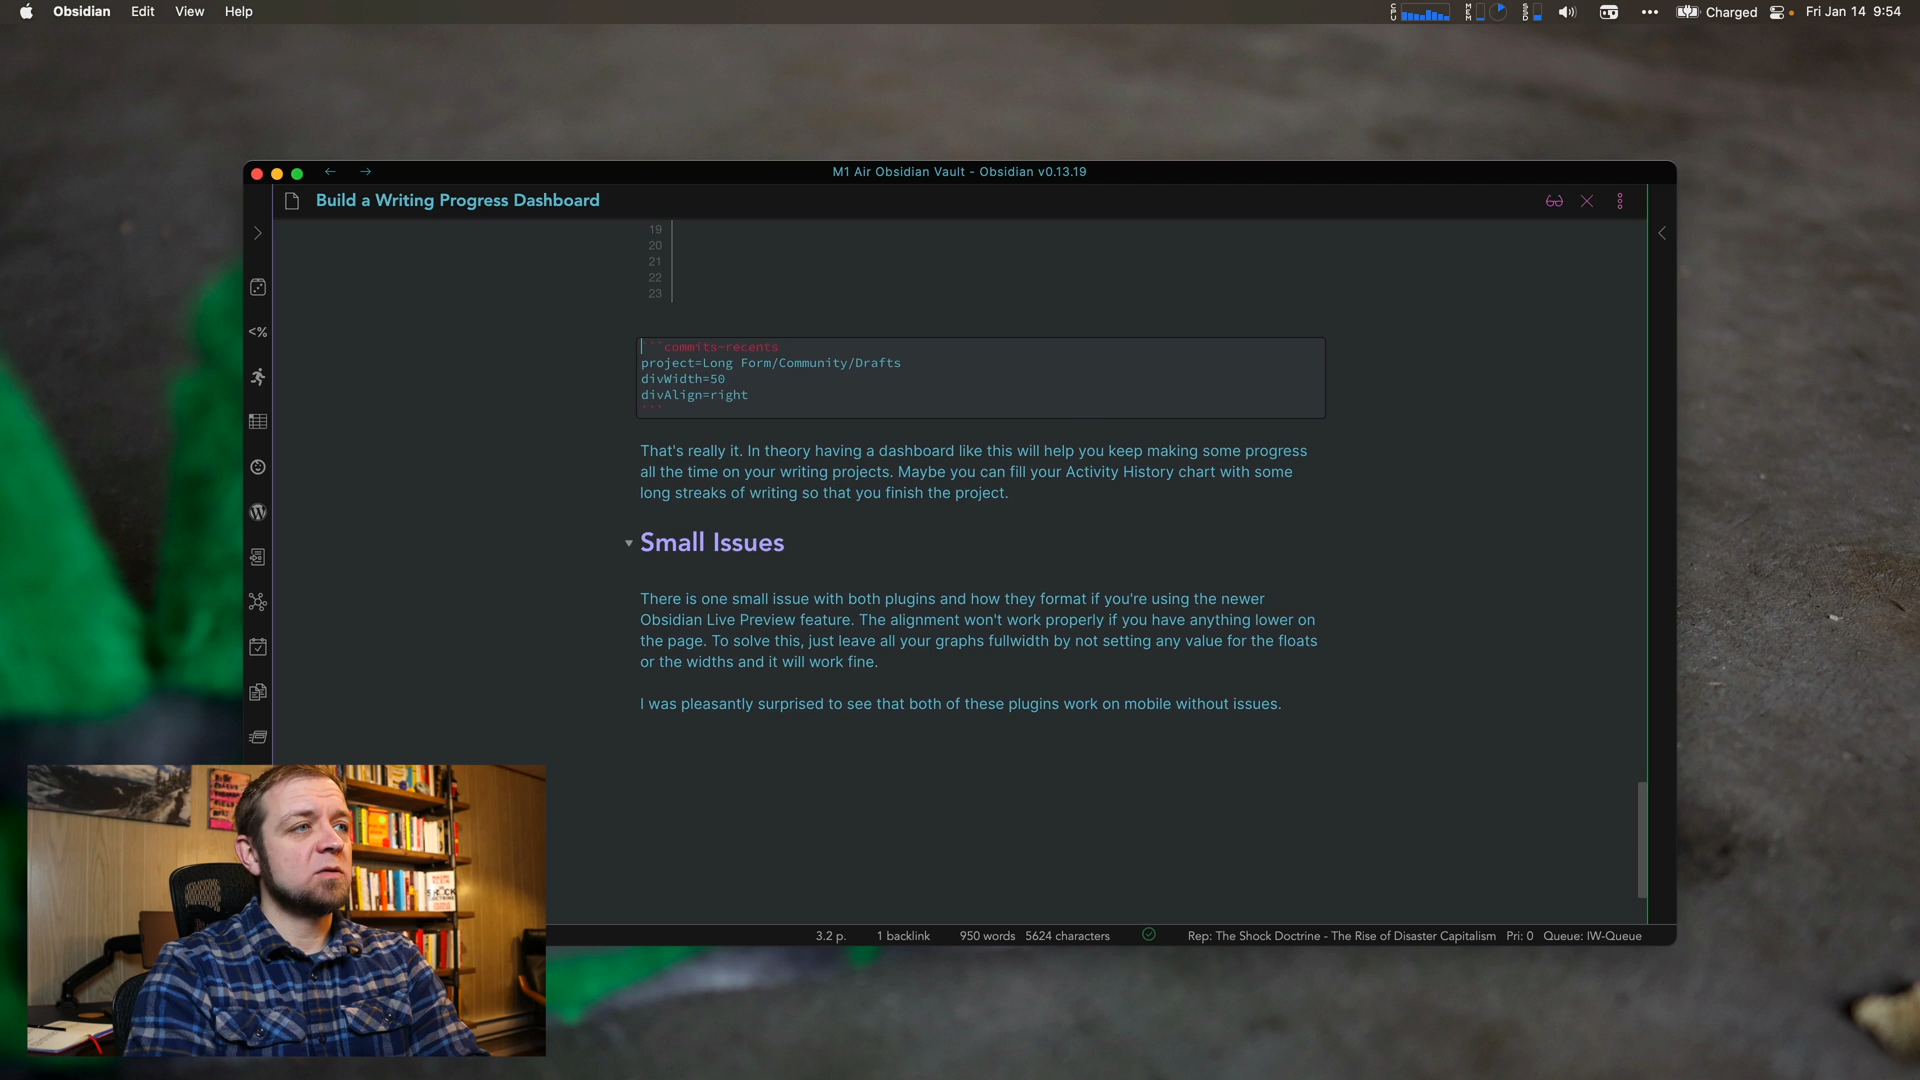 Obsidian Edit View Help
CPU MEM SSD Charged Fri Jan 14 9:54
M1 Air Obsidian Vault - Obsidian v0.13.19
Build a Writing Progress Dashboard
19
20
21
22
23
```commits-recents
project=Long Form/Community/Drafts
divWidth=50
divAlign=right
```
That's really it. In theory having a dashboard like this will help you keep making some progress
all the time on your writing projects. Maybe you can fill your Activity History chart with some
long streaks of writing so that you finish the project.
Small Issues
There is one small issue with both plugins and how they format if you're using the newer
Obsidian Live Preview feature. The alignment won't work properly if you have anything lower on
the page. To solve this, just leave all your graphs fullwidth by not setting any value for the floats
or the widths and it will work fine.
I was pleasantly surprised to see that both of these plugins work on mobile without issues.
<%
3.2 p. 1 backlink 950 words 5624 characters Rep: The Shock Doctrine - The Rise of Disaster Capitalism Pri: 0 Queue: IW-Queue